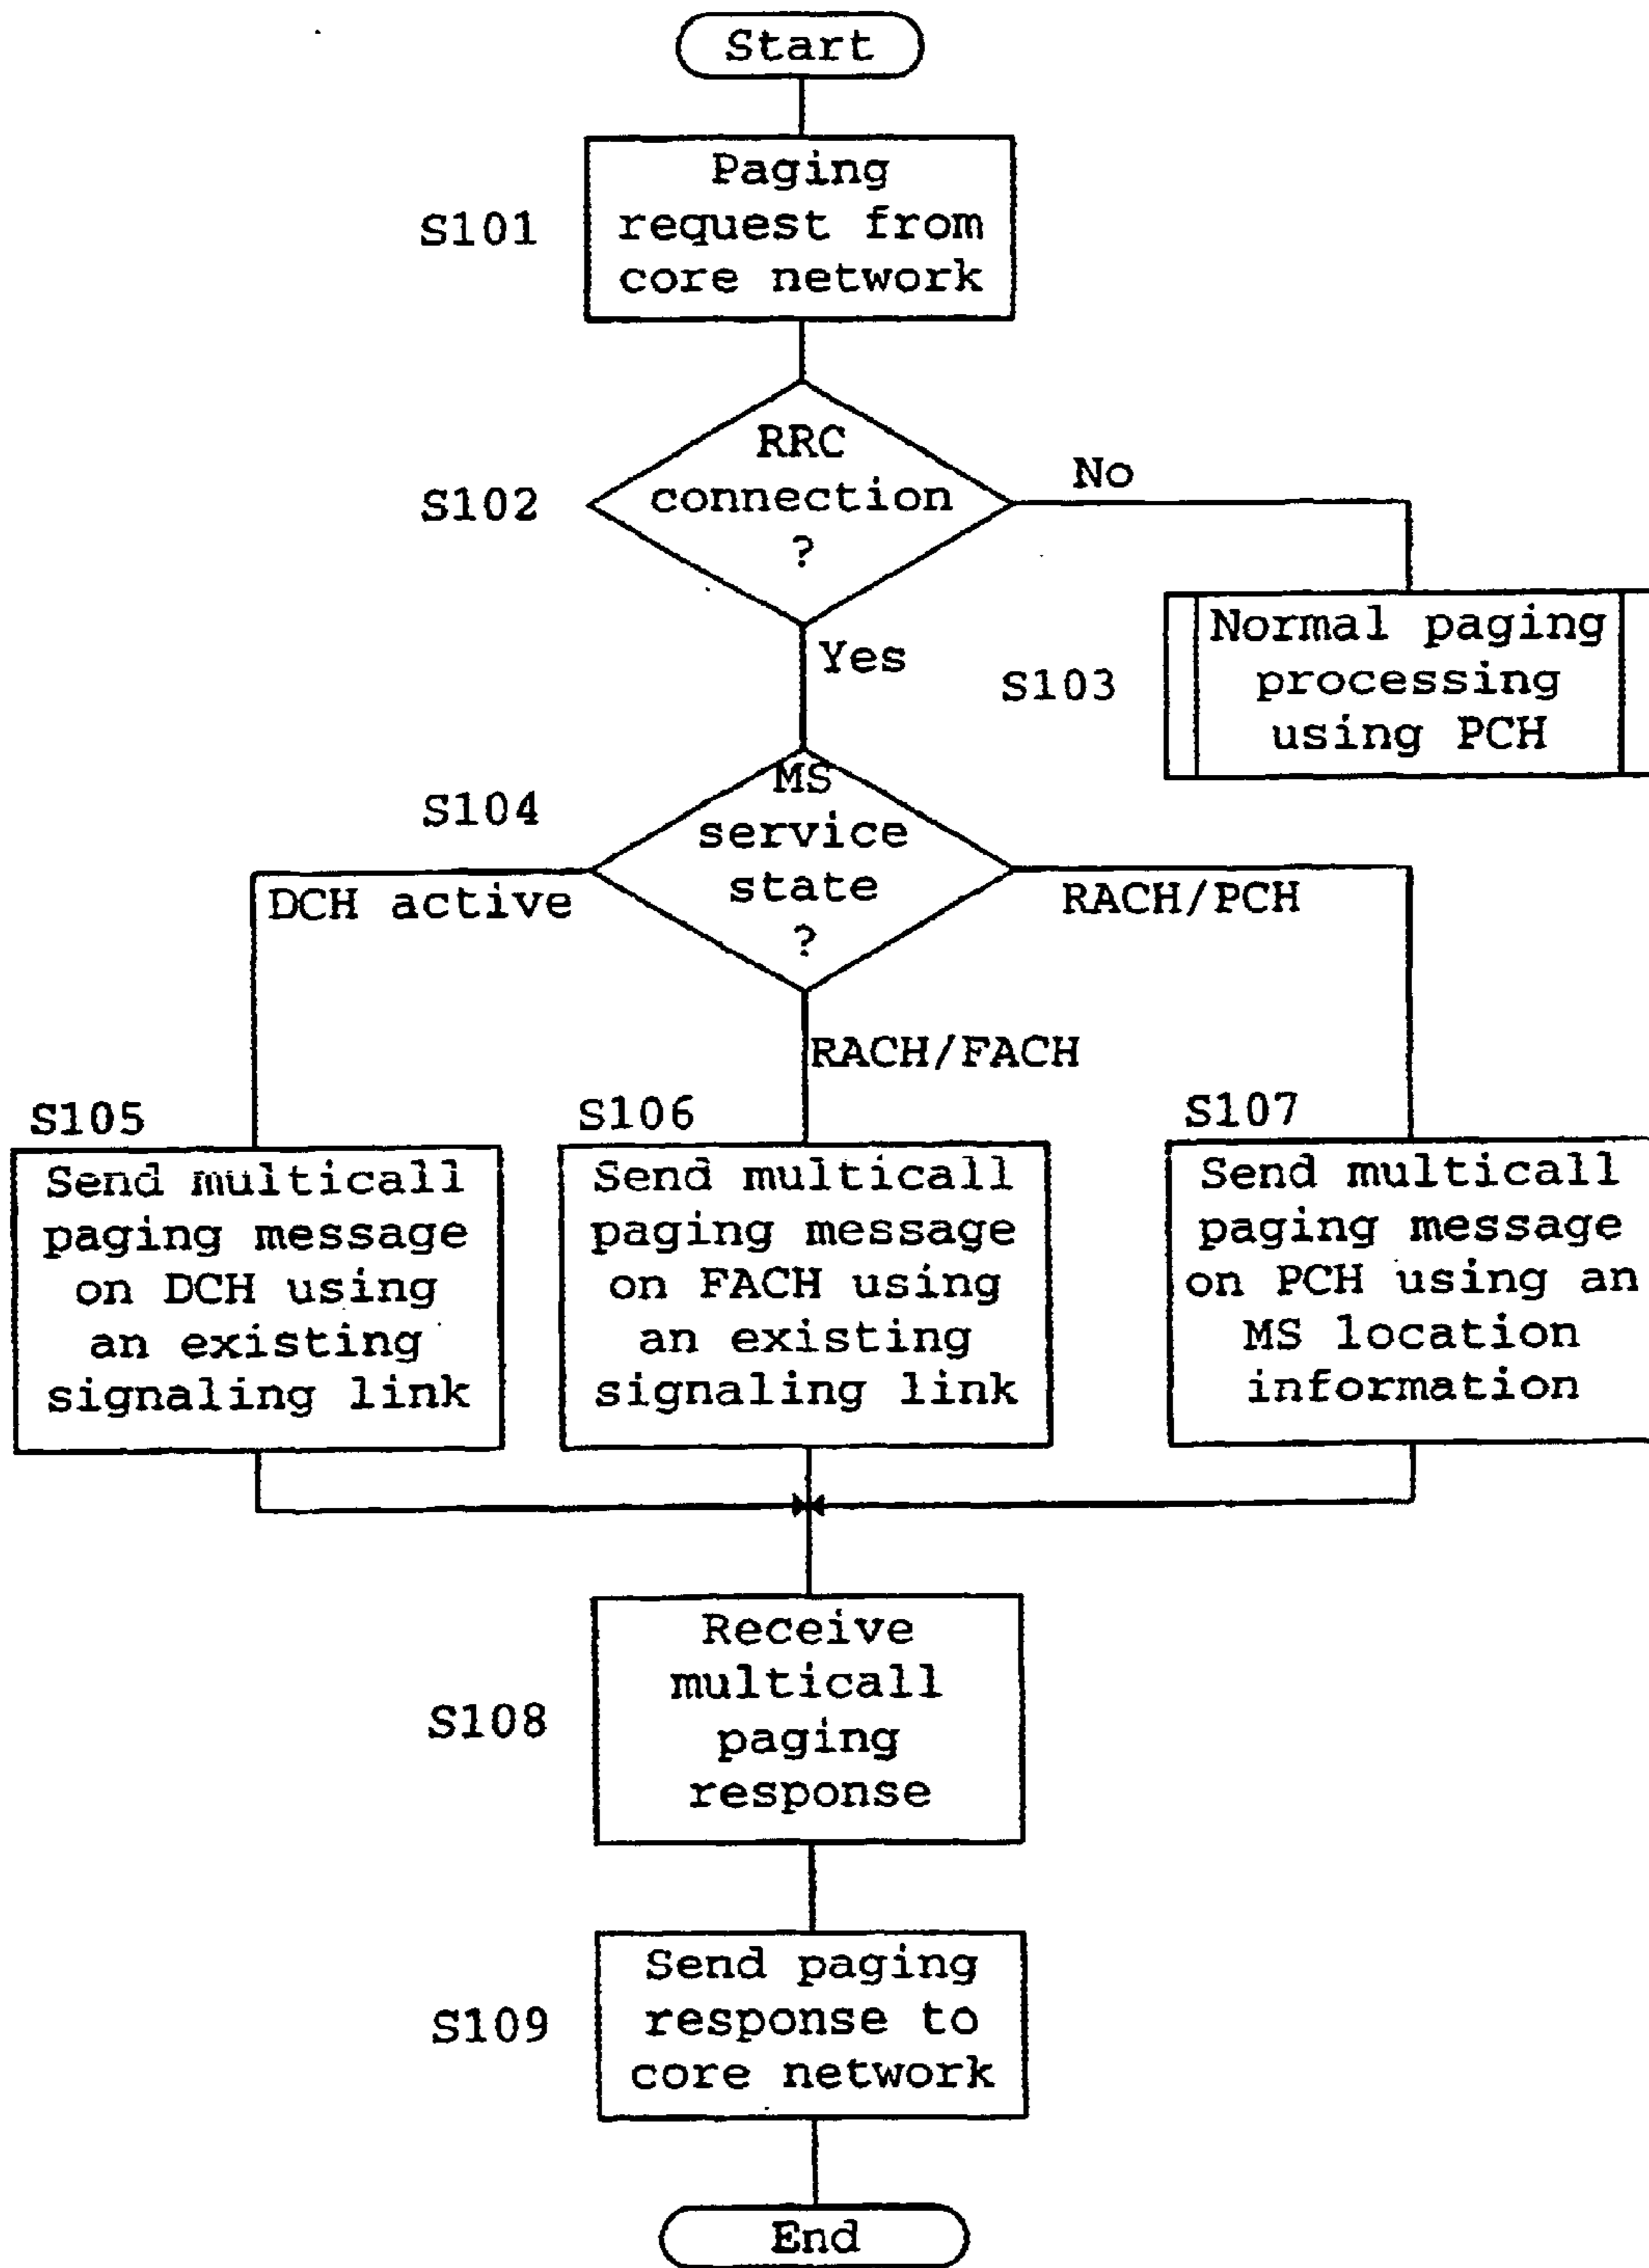 Start
Paging
request from
core network
S101
RRC
connection
?
S102
No
Yes
Normal paging
processing
using PCH
S103
MS
service
state
?
S104
DCH active
RACH/PCH
RACH/FACH
S105
Send multicall
paging message
on DCH using
an existing
signaling link
S106
Send multicall
paging message
on FACH using
an existing
signaling link
S107
Send multicall
paging message
on PCH using an
MS location
information
Receive
multicall
paging
response
S108
Send paging
response to
core network
S109
End